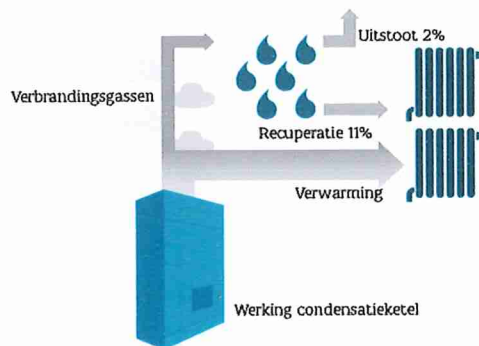 Uitstoot 2%
Verbrandingsgassen
Recuperatie 11%
Verwarming
Werking condensatieketel